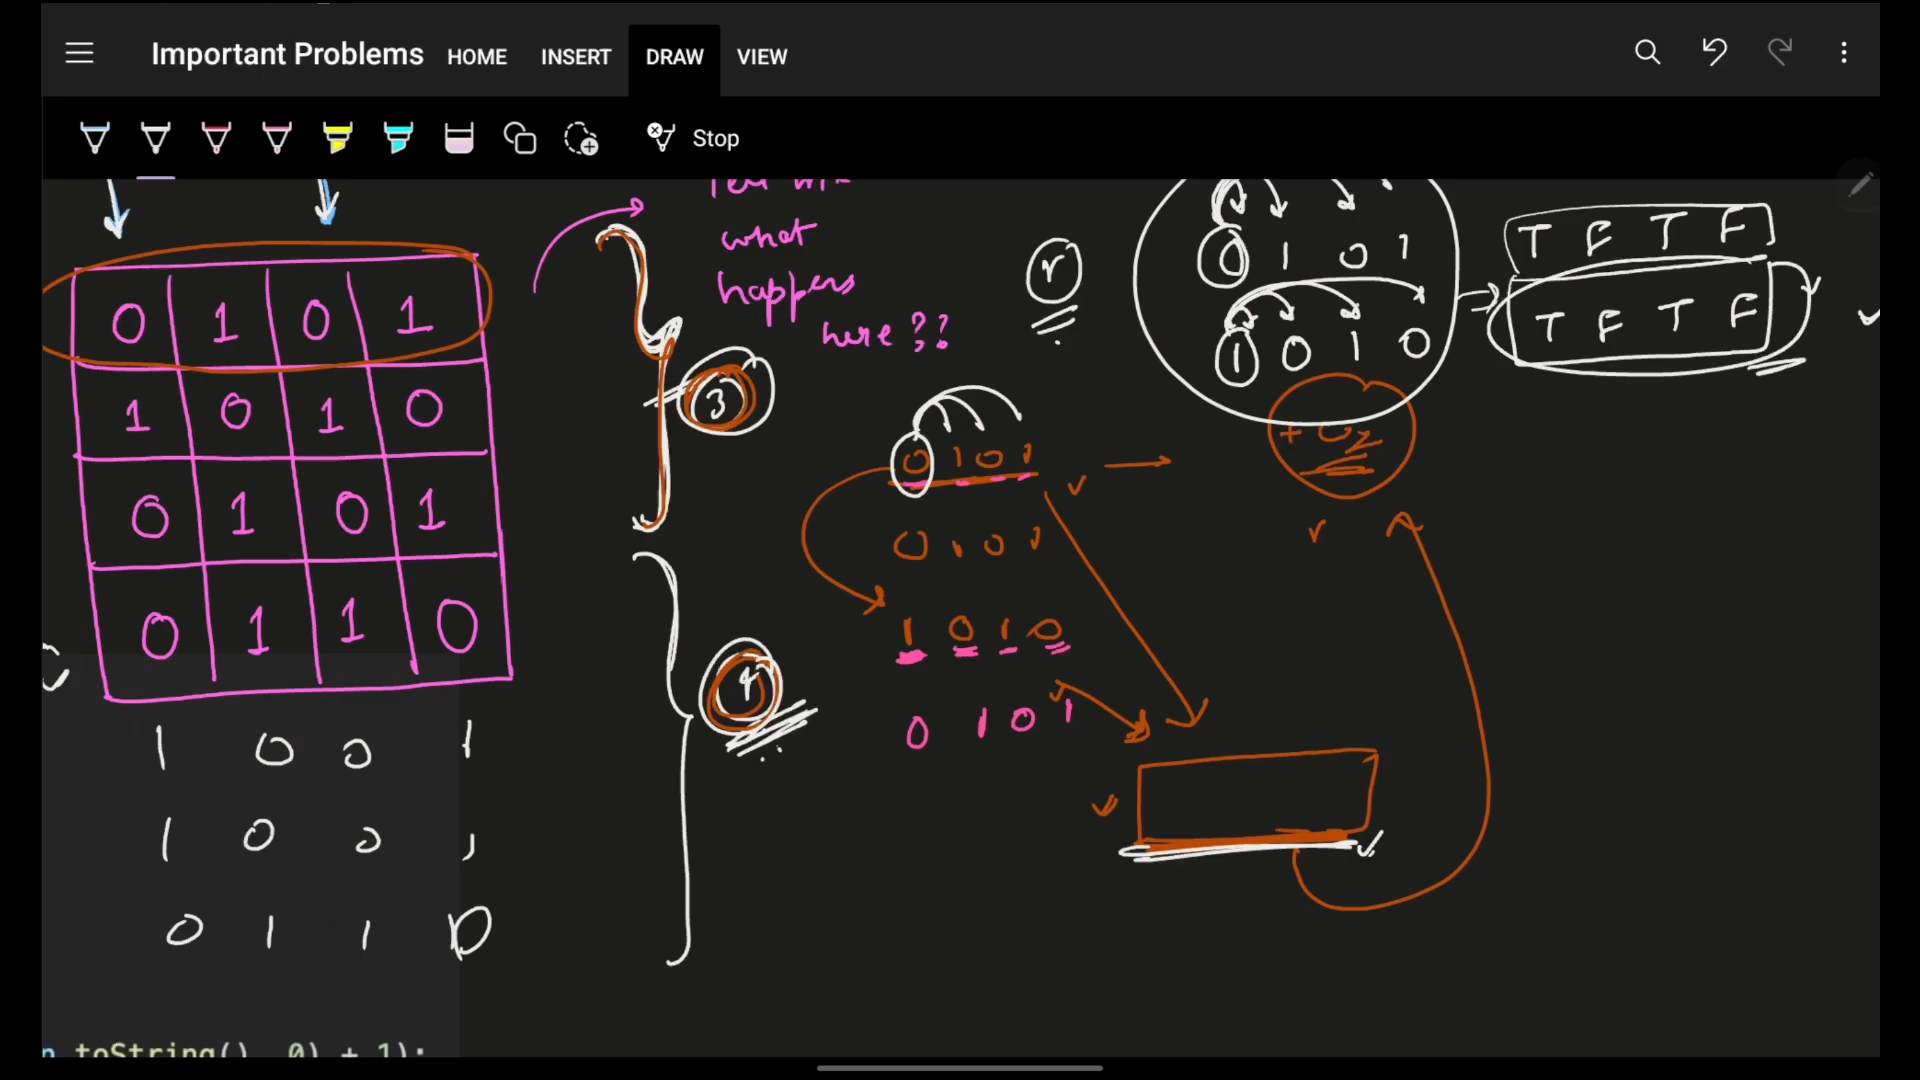 Important Problems HOME INSERT DRAW VIEW
Stop
what
happens
here ??
r
0 1 0 1
1 0 1 0
T F T F
T F T F
0 1 0 1
1 0 1 0
0 1 0 1
0 1 1 0
1 0 0 1
1 0 0 1
0 1 1 0
3
4
0 1 0 1
0 1 0 1
1 0 1 0
0 1 0 1
r
toString(), 0) + 1);